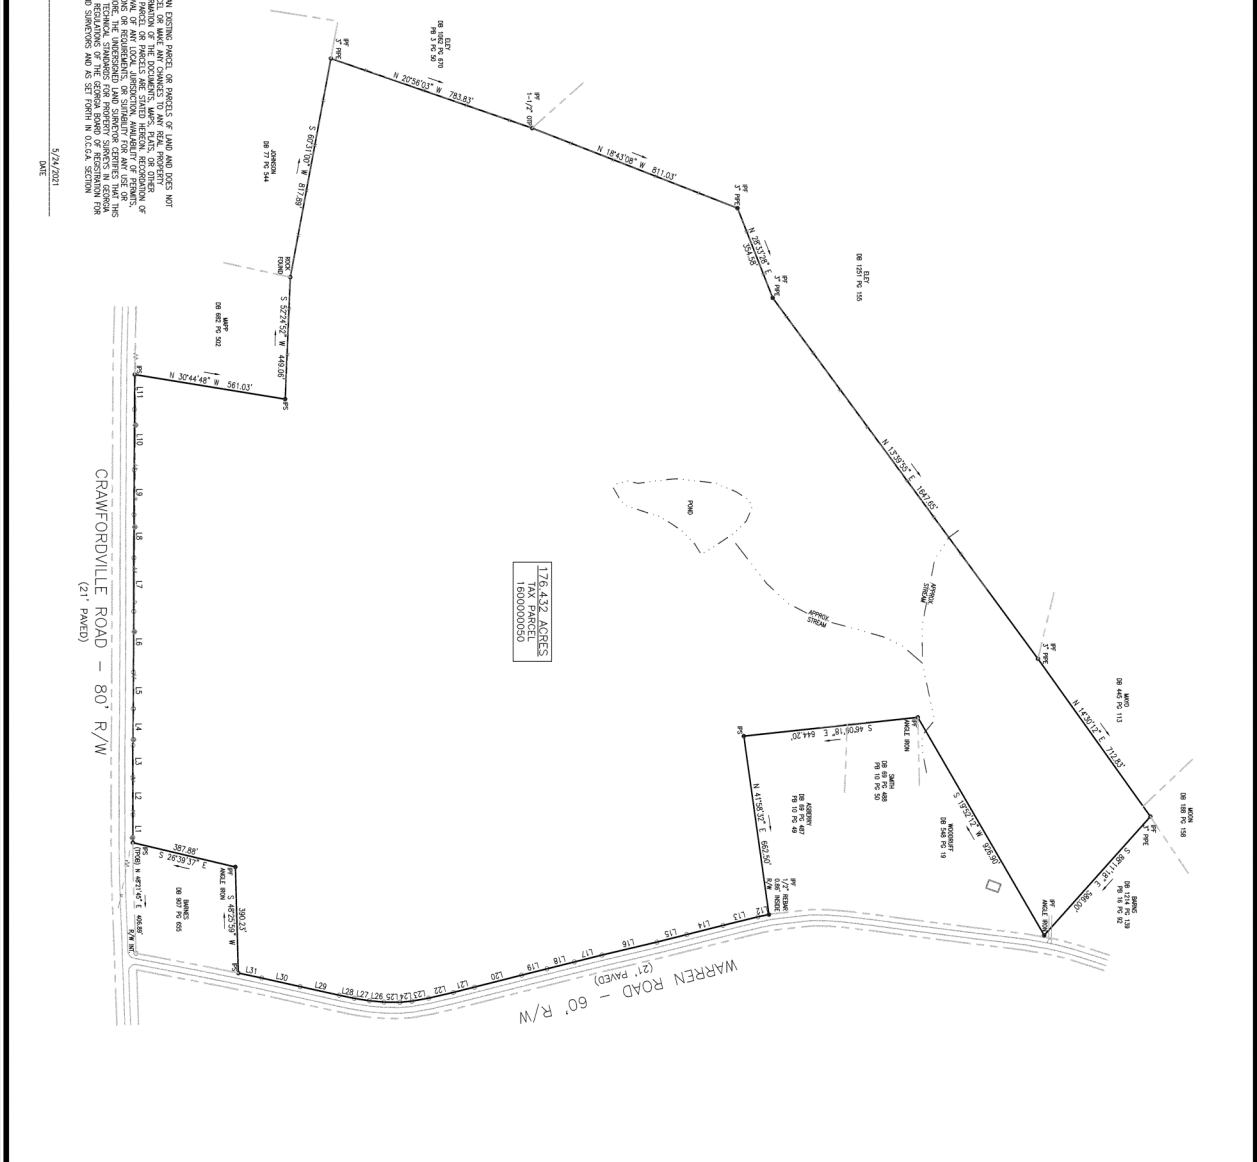 AN EXISTING PARCEL OR PARCELS OF LAND AND DOES NOT
CEL OR MAKE ANY CHANGES TO ANY REAL PROPERTY
RMATION OF THE DOCUMENTS, MAPS, PLATS, OR OTHER
PARCEL OR PARCELS ARE STATED HEREON. RECORDATION OF
VAL OF ANY LOCAL JURISDICTION, AVAILABILITY OF PERMITS,
ONS OR REQUIREMENTS, OR SUITABILITY FOR ANY USE OR
ORE, THE UNDERSIGNED LAND SURVEYOR CERTIFIES THAT THIS
TECHNICAL STANDARDS FOR PROPERTY SURVEYS IN GEORGIA
REGULATIONS OF THE GEORGIA BOARD OF REGISTRATION FOR
D SURVEYORS AND AS SET FORTH IN O.C.G.A. SECTION
5/24/2021
DATE
IPF
3" PIPE
ELEY
DB 1062 PG 670
PB 3 PG 50
N 20°56'03" W 783.83'
IPF
1-1/2" OTP
N 18°43'08" W 811.03'
IPF
3" PIPE
N 28°33'28" E
354.58'
IPF
3" PIPE
ELEY
DB 1251 PG 155
N 13°39'55" E 1647.65'
IPF
3" PIPE
MAYO
DB 445 PG 113
N 14°30'12" E 712.83'
MOON
DB 188 PG 158
IPF
3" PIPE
S 68°11'18" E 586.00'
BARNS
DB 1214 PG 139
PB 16 PG 92
IPF
ANGLE IRON
S 19°52'12" W 926.90'
WOODRUFF
DB 548 PG 19
IPF
ANGLE IRON
S 46°09'18" E 644.20'
SMITH
DB 89 PG 488
PB 10 PG 50
ASBERRY
DB 89 PG 487
PB 10 PG 49
IPS
N 41°58'32" E 662.50'
IPF
1/2" REBAR
0.86' INSIDE
R/W
JOHNSON
DB 77 PG 544
S 60°31'00" W 817.89'
ROCK
FOUND
S 52°24'52" W 449.06'
IPS
MAPP
DB 682 PG 502
N 30°44'48" W 561.03'
IPS
POND
APPROX.
STREAM
APPROX.
STREAM
176.432 ACRES
TAX PARCEL
1600000050
L11
L10
L9
L8
L7
L6
L5
L4
L3
L2
L1
CRAWFORDVILLE ROAD - 80' R/W
(21' PAVED)
IPS
(TPOB) N 48°21'45" E 406.86'
R/W INT.
387.88'
S 26°39'37" E
IPF
ANGLE IRON
BARNES
DB 907 PG 655
390.23'
S 48°25'59" W
IPS
L31
L30
L29
L28
L27
L26
L25
L24
L23
L22
L21
L20
L19
L18
L17
L16
L15
L14
L13
L12
WARREN ROAD - 60' R/W
(21' PAVED)